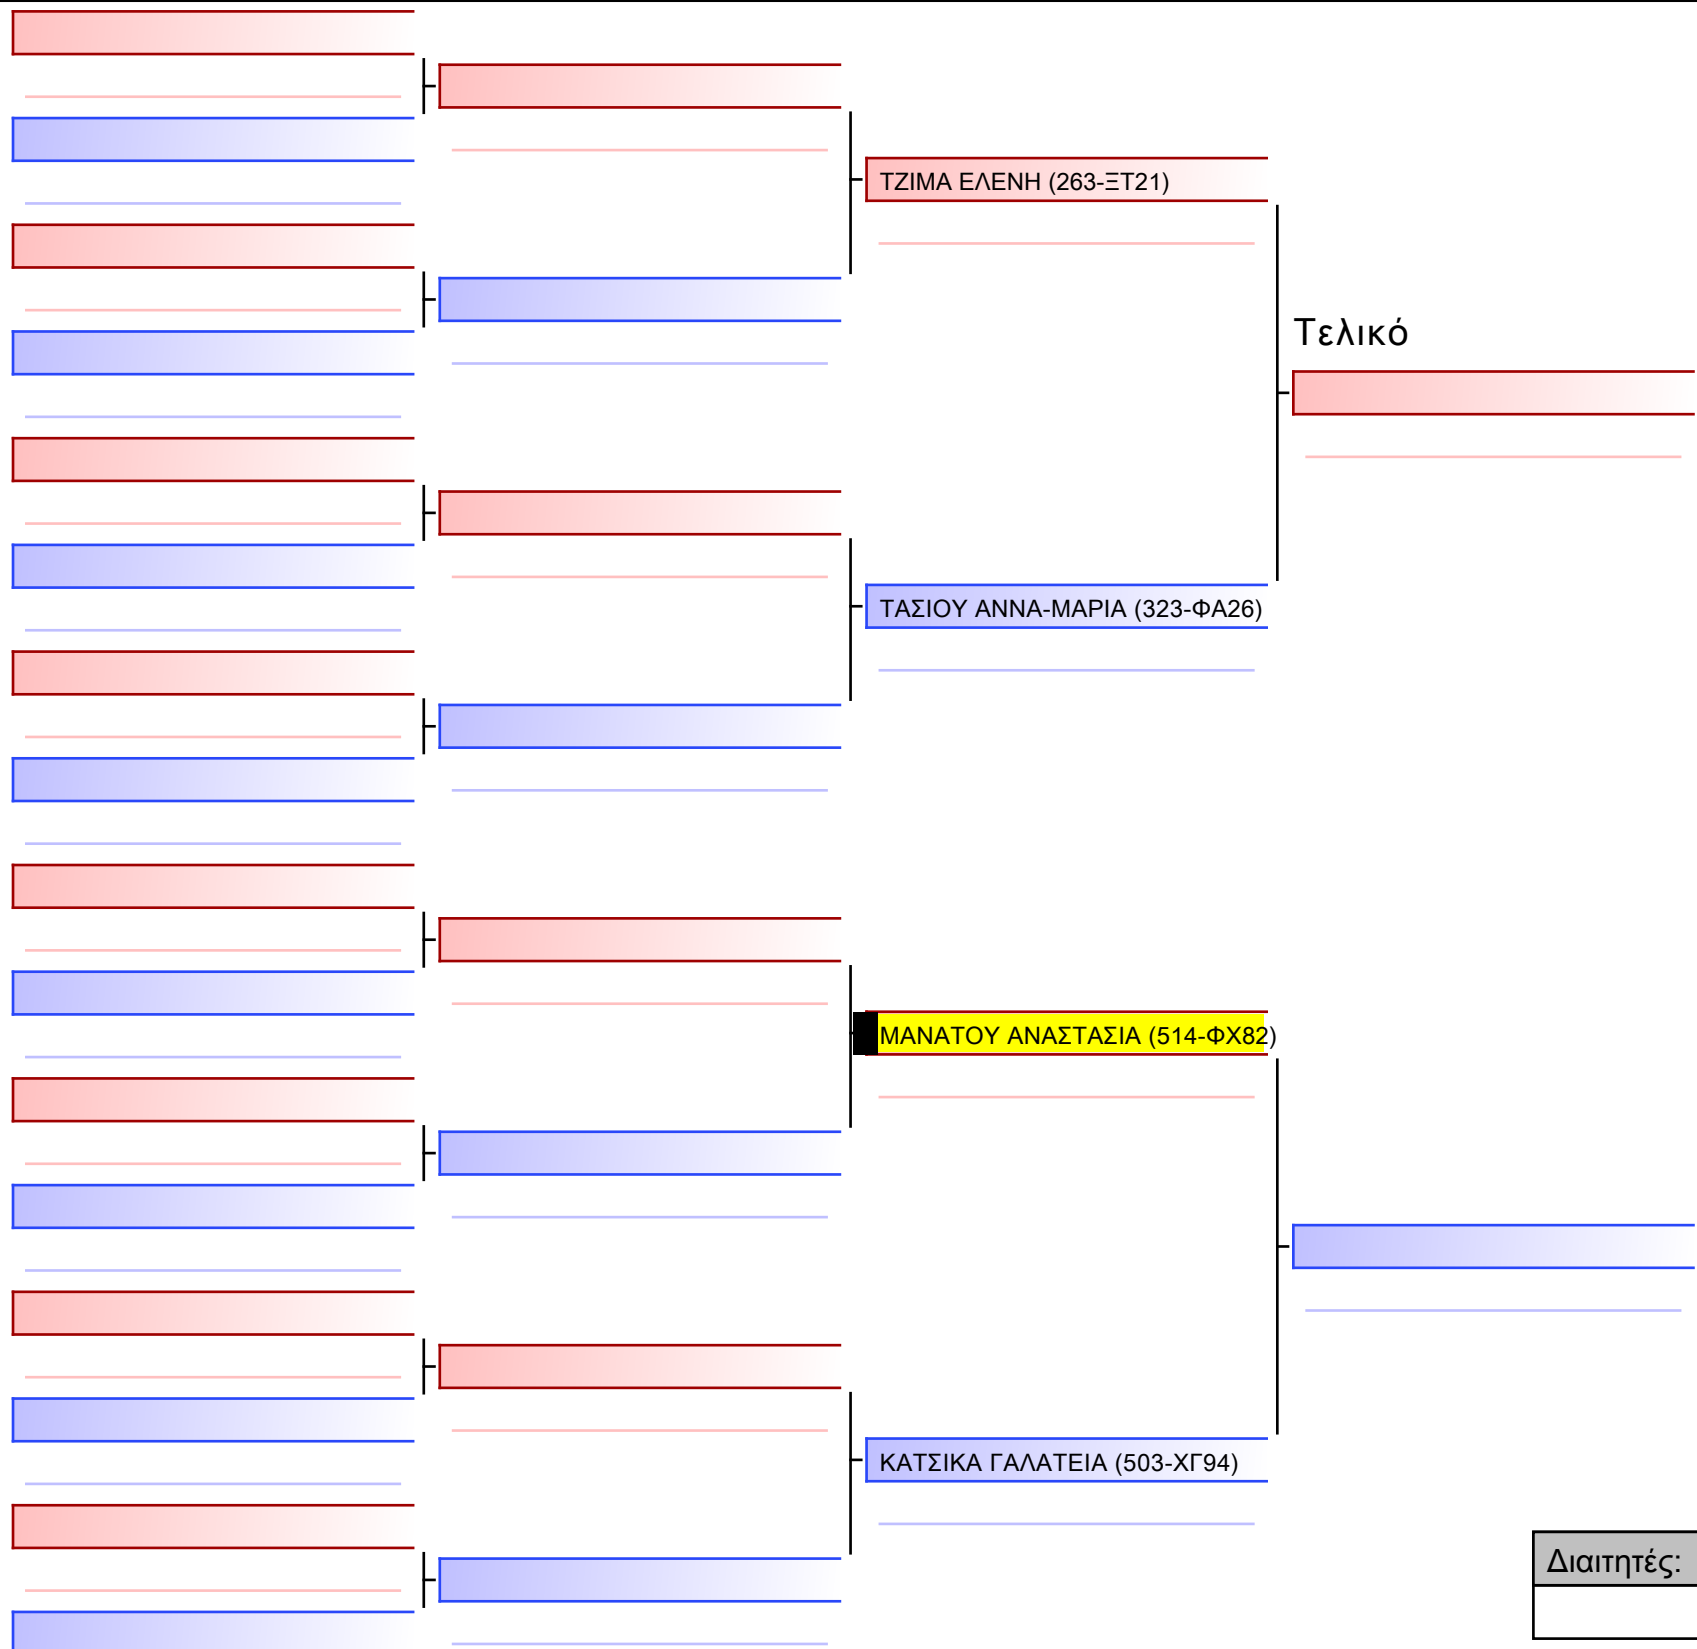 ΤΖΙΜΑ ΕΛΕΝΗ (263-ΞΤ21)
Τελικό
ΤΑΣΙΟΥ ΑΝΝΑ-ΜΑΡΙΑ (323-ΦΑ26)
ΜΑΝΑΤΟΥ ΑΝΑΣΤΑΣΙΑ (514-ΦΧ82)
ΚΑΤΣΙΚΑ ΓΑΛΑΤΕΙΑ (503-ΧΓ94)
Διαιτητές: